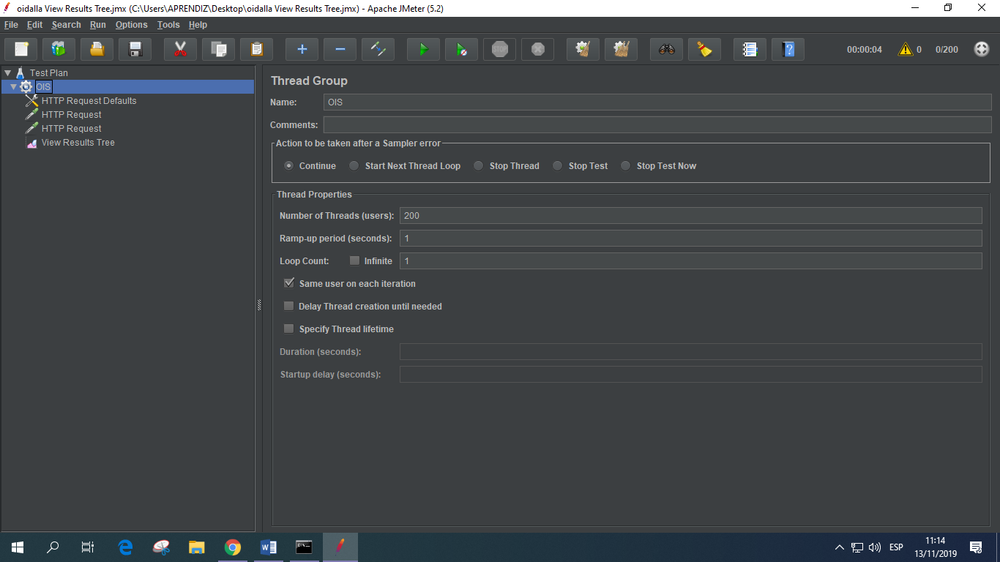 oidalla View Results Tree.jmx (C:\Users\APRENDIZ\Desktop\oidalla View Results Tree.jmx) - Apache JMeter (5.2)
File Edit Search Run Options Tools Help
STOP 00:00:04 0 0/200
Test Plan
OIS
HTTP Request Defaults
HTTP Request
HTTP Request
View Results Tree
Thread Group
Name: OIS
Comments:
Action to be taken after a Sampler error
Continue Start Next Thread Loop Stop Thread Stop Test Stop Test Now
Thread Properties
Number of Threads (users): 200
Ramp-up period (seconds): 1
Loop Count: Infinite 1
Same user on each iteration
Delay Thread creation until needed
Specify Thread lifetime
Duration (seconds):
Startup delay (seconds):
ESP
11:14
13/11/2019